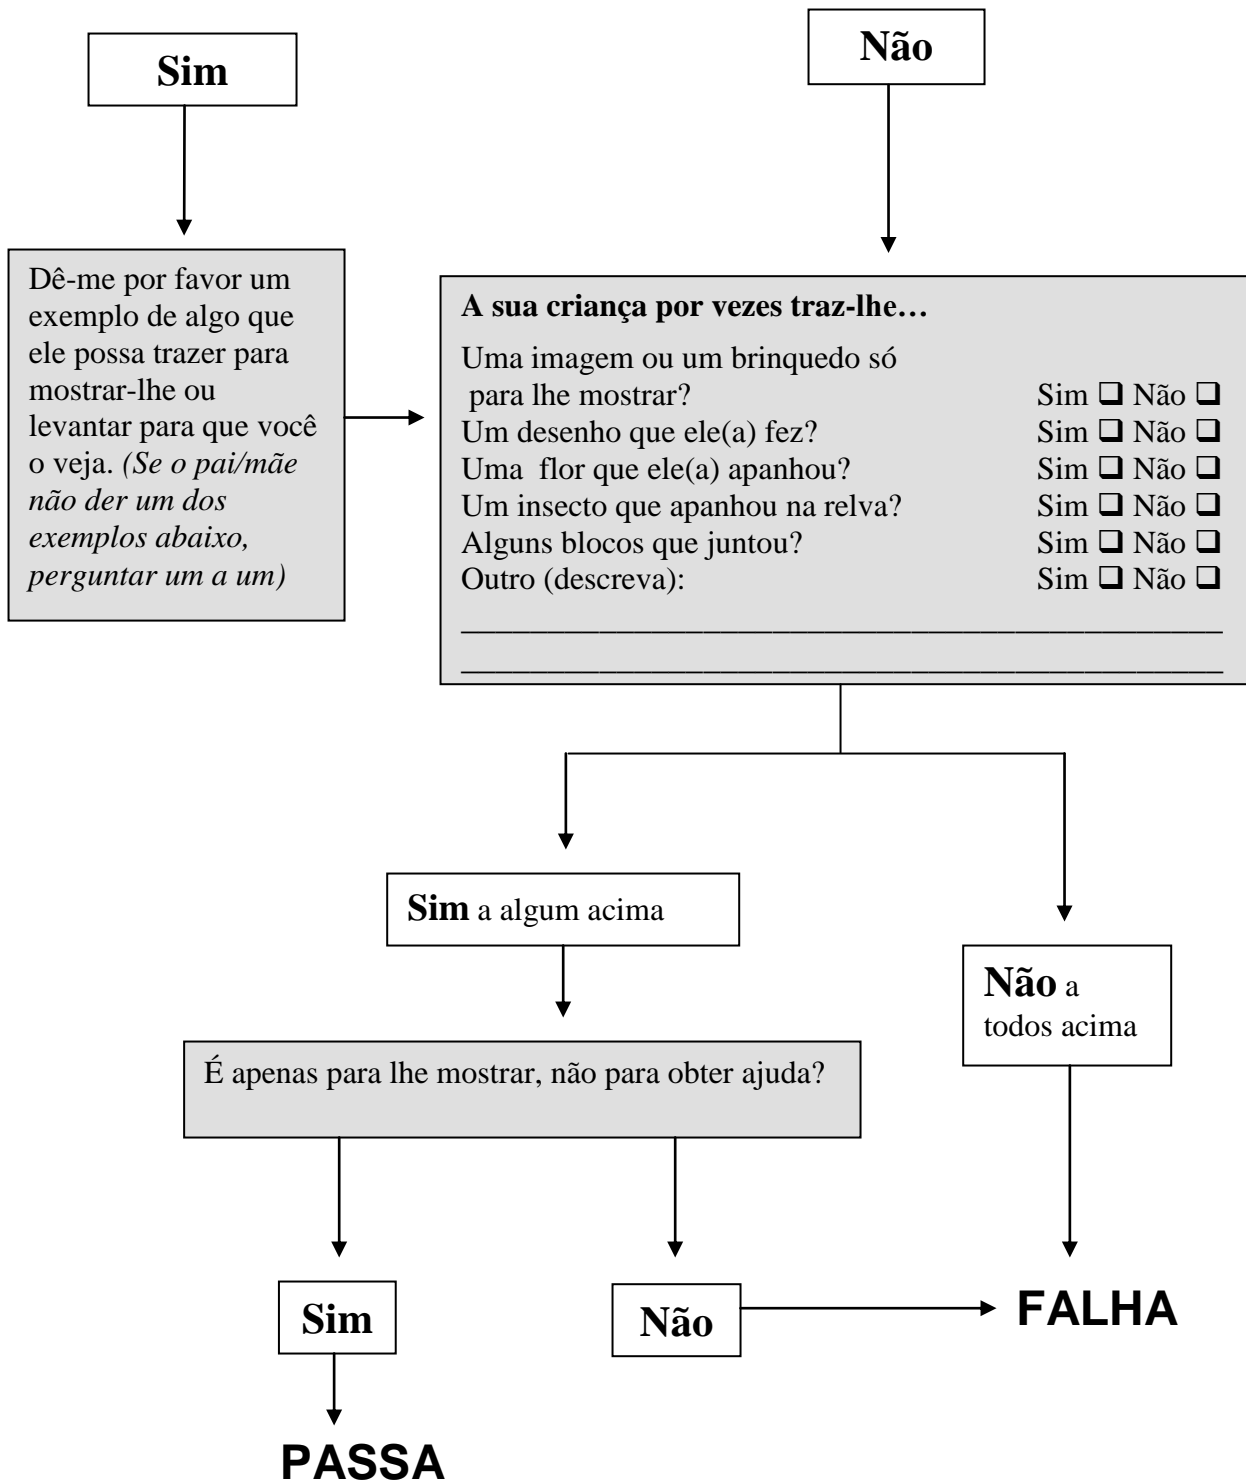 Sim
Não
Dê-me por favor um
exemplo de algo que
ele possa trazer para
mostrar-lhe ou
levantar para que você
o veja. (Se o pai/mãe
não der um dos
exemplos abaixo,
perguntar um a um)
A sua criança por vezes traz-lhe…
Uma imagem ou um brinquedo só
para lhe mostrar? Sim ❑ Não ❑
Um desenho que ele(a) fez? Sim ❑ Não ❑
Uma flor que ele(a) apanhou? Sim ❑ Não ❑
Um insecto que apanhou na relva? Sim ❑ Não ❑
Alguns blocos que juntou? Sim ❑ Não ❑
Outro (descreva): Sim ❑ Não ❑
Sim a algum acima
Não a
todos acima
É apenas para lhe mostrar, não para obter ajuda?
Sim
Não
FALHA
PASSA